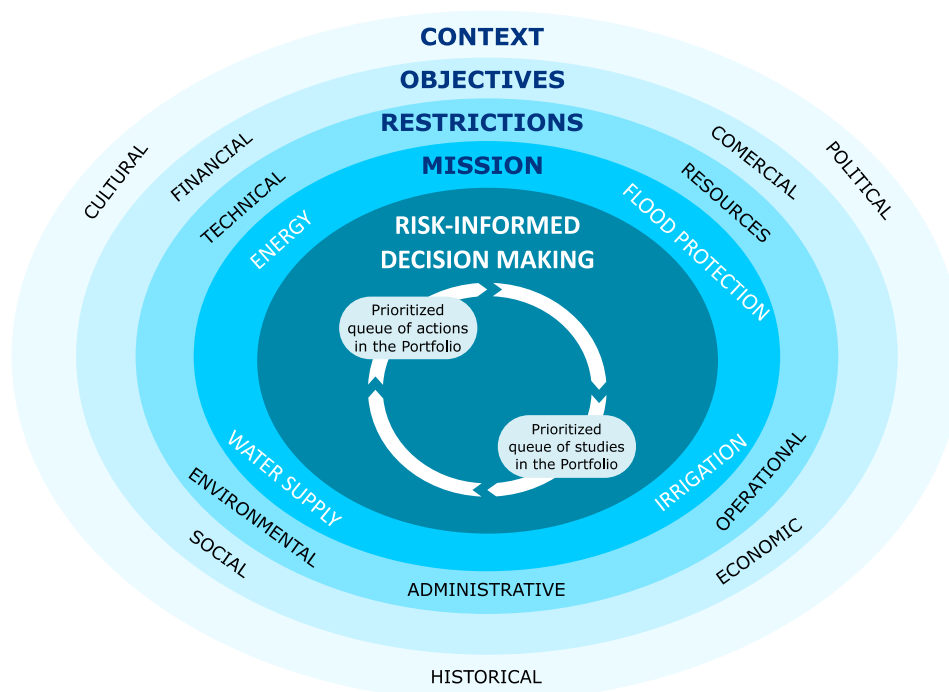 CONTEXT
OBJECTIVES
RESTRICTIONS
MISSION
CULTURAL
FINANCIAL
TECHNICAL
ENERGY
COMERCIAL
POLITICAL
RESOURCES
FLOOD PROTECTION
RISK-INFORMED
DECISION MAKING
Prioritized
queue of actions
in the Portfolio
Prioritized
queue of studies
in the Portfolio
WATER SUPPLY
IRRIGATION
ENVIRONMENTAL
OPERATIONAL
SOCIAL
ECONOMIC
ADMINISTRATIVE
HISTORICAL